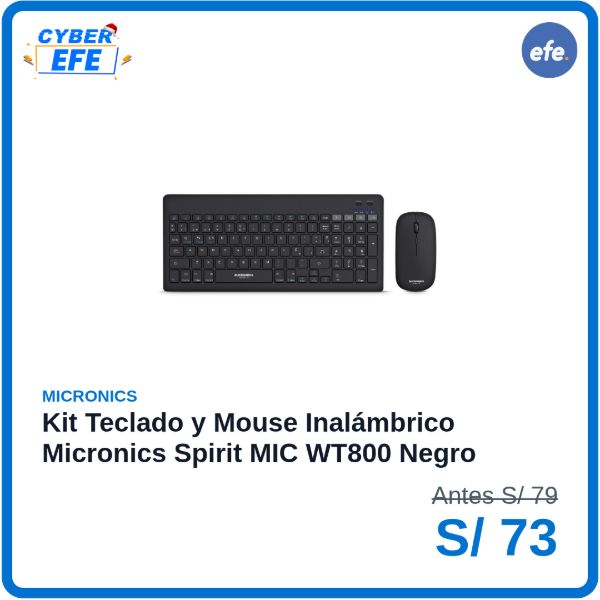 CYBER
EFE
efe.
MICRONICS
Kit Teclado y Mouse Inalámbrico
Micronics Spirit MIC WT800 Negro
Antes S/ 79
S/ 73